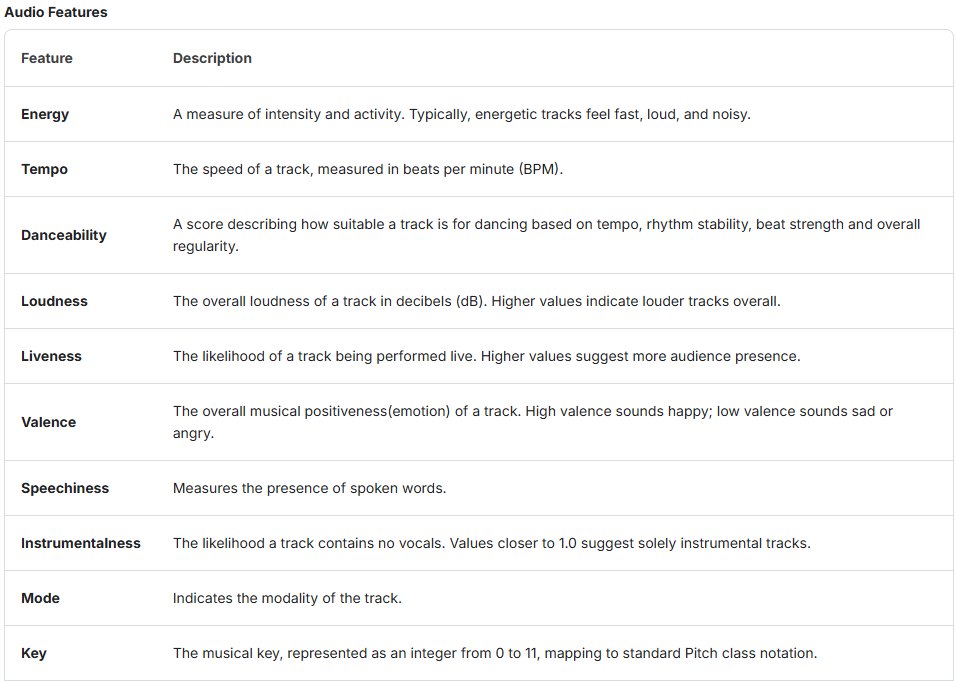 Audio Features
Feature Description
Energy A measure of intensity and activity. Typically, energetic tracks feel fast, loud, and noisy.
Tempo The speed of a track, measured in beats per minute (BPM).
Danceability A score describing how suitable a track is for dancing based on tempo, rhythm stability, beat strength and overall
regularity.
Loudness The overall loudness of a track in decibels (dB). Higher values indicate louder tracks overall.
Liveness The likelihood of a track being performed live. Higher values suggest more audience presence.
Valence The overall musical positiveness(emotion) of a track. High valence sounds happy; low valence sounds sad or
angry.
Speechiness Measures the presence of spoken words.
Instrumentalness The likelihood a track contains no vocals. Values closer to 1.0 suggest solely instrumental tracks.
Mode Indicates the modality of the track.
Key The musical key, represented as an integer from 0 to 11, mapping to standard Pitch class notation.